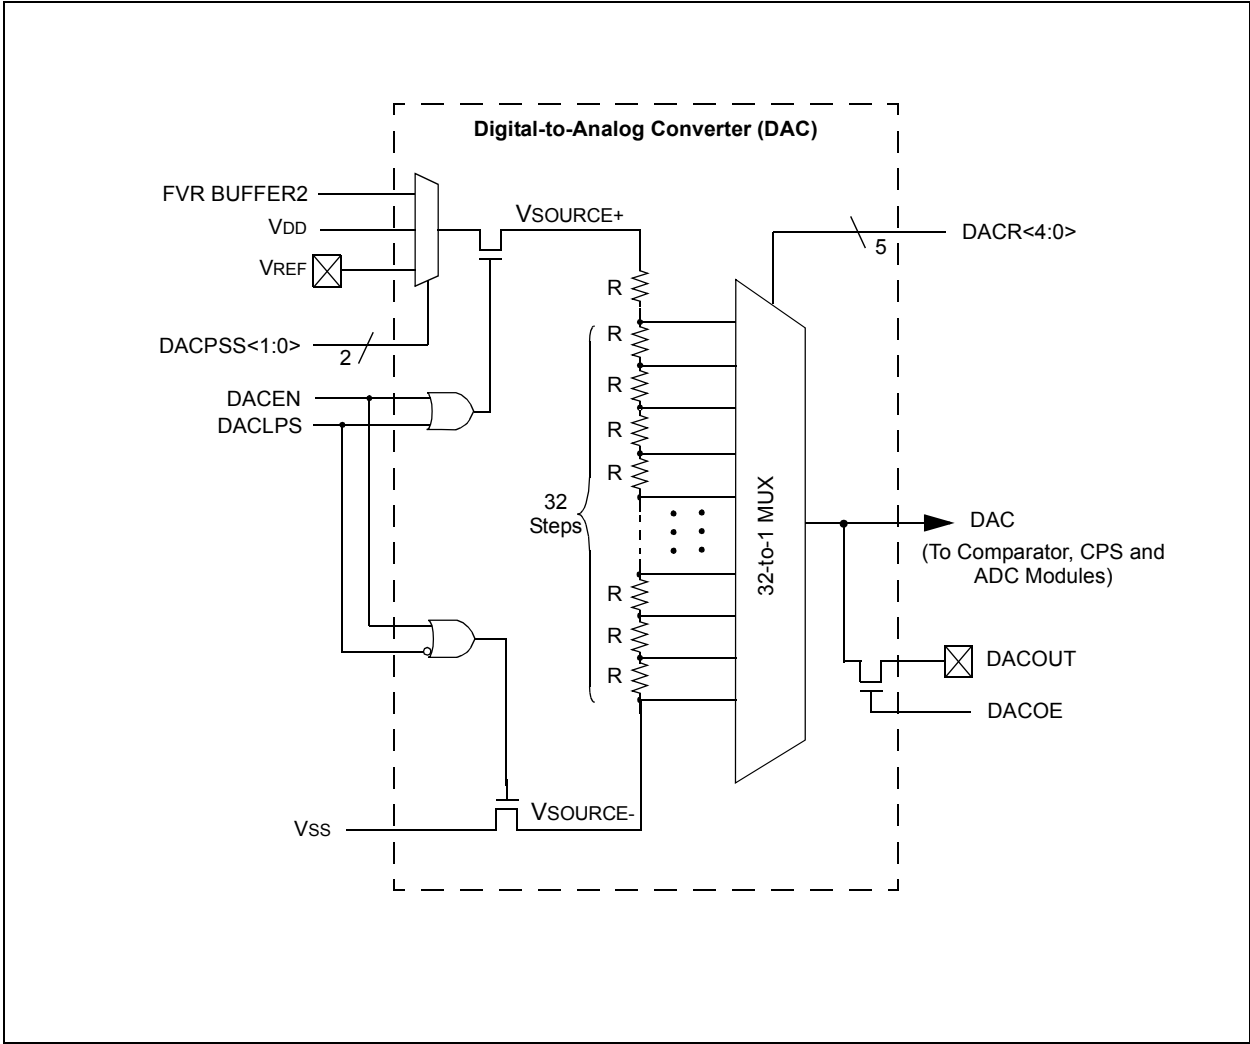 Digital-to-Analog Converter (DAC)
FVR BUFFER2
VDD
VREF
VSOURCE+
DACR<4:0>
5
R
R
DACPSS<1:0>
2
R
DACEN
DACLPS
R
R
32
Steps
32-to-1 MUX
DAC
(To Comparator, CPS and
ADC Modules)
R
R
R
DACOUT
DACOE
VSOURCE-
VSS